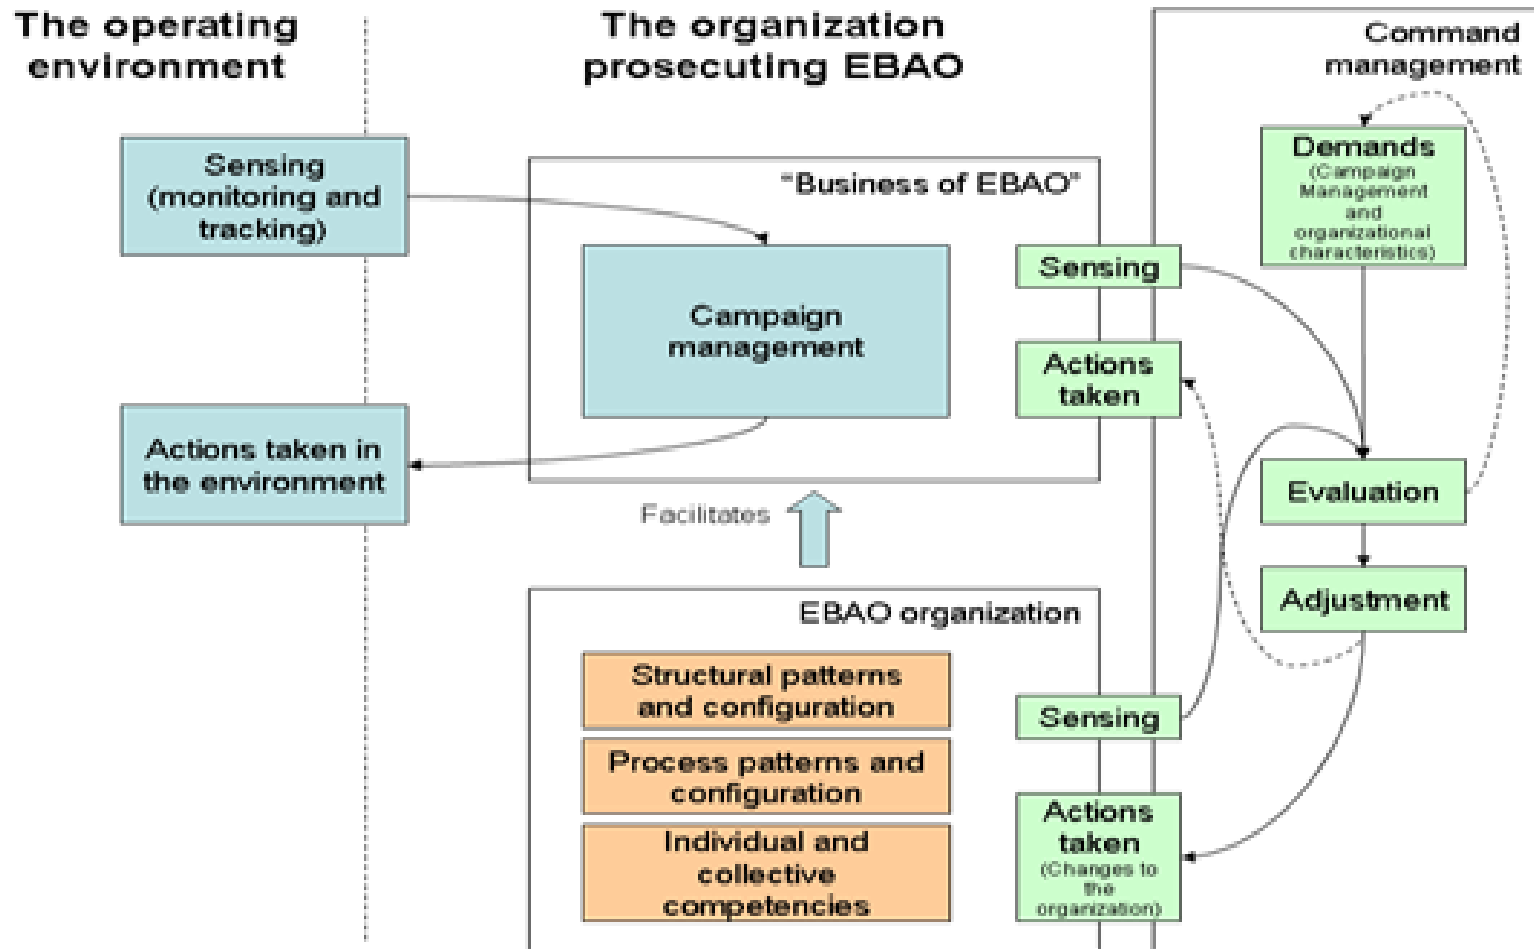 The operating
environment
The organization
prosecuting EBAO
Command
management
Sensing
(monitoring and
tracking)
Actions taken in
the environment
"Business of EBAO"
Campaign
management
Sensing
Actions
taken
Demands
(Campaign
Management
and
organizational
characteristics)
Evaluation
Adjustment
Facilitates
EBAO organization
Structural patterns
and configuration
Process patterns and
configuration
Individual and
collective
competencies
Sensing
Actions
taken
(Changes to
the
organization)